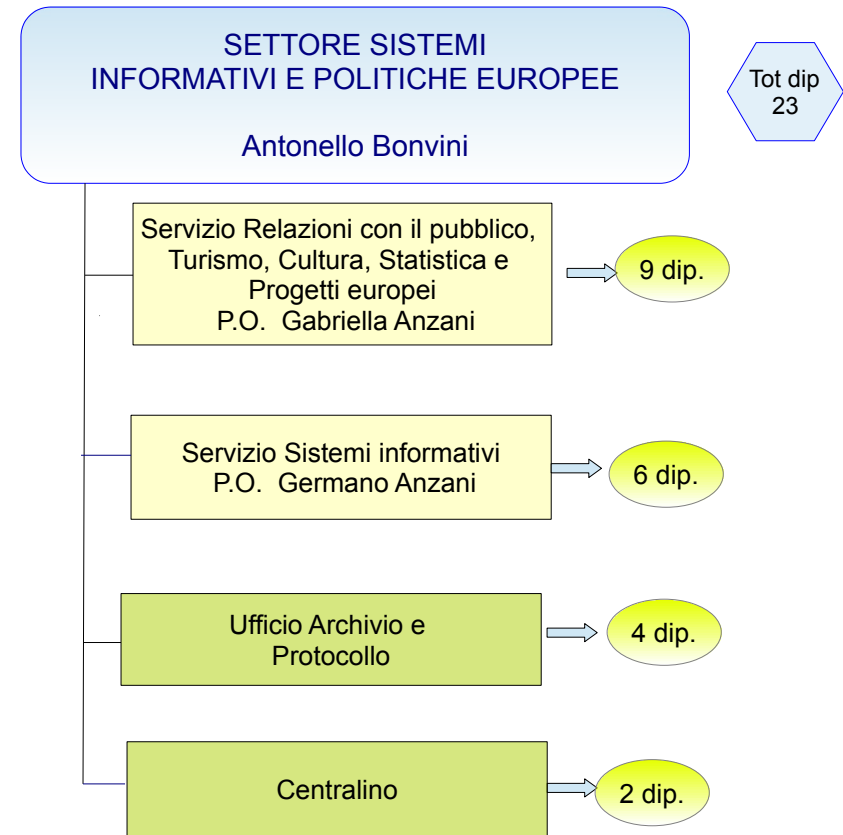 SETTORE SISTEMI
INFORMATIVI E POLITICHE EUROPEE
Antonello Bonvini
Tot dip
23
Servizio Relazioni con il pubblico,
Turismo, Cultura, Statistica e
Progetti europei
P.O. Gabriella Anzani
9 dip.
Servizio Sistemi informativi
P.O. Germano Anzani
6 dip.
Ufficio Archivio e
Protocollo
4 dip.
Centralino
2 dip.